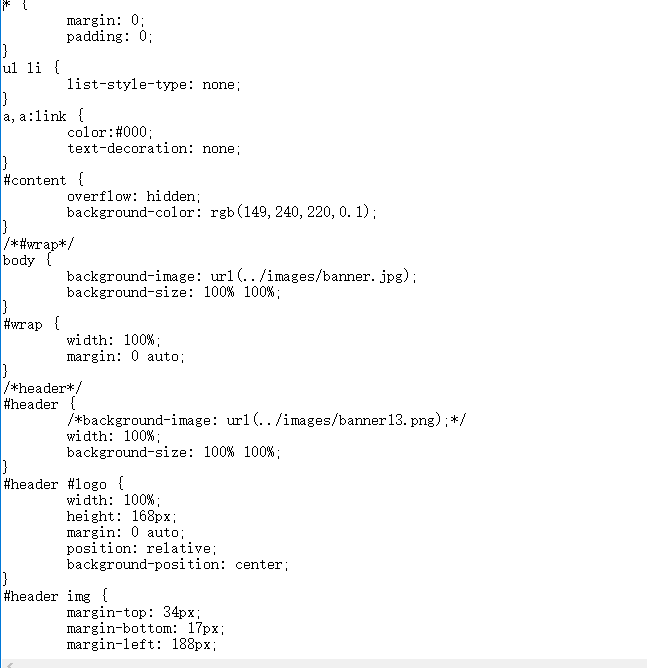 * {
margin: 0;
padding: 0;
}
ul li {
list-style-type: none;
}
a,a:link {
color:#000;
text-decoration: none;
}
#content {
overflow: hidden;
background-color: rgb(149,240,220,0.1);
}
/*#wrap*/
body {
background-image: url(../images/banner.jpg);
background-size: 100% 100%;
}
#wrap {
width: 100%;
margin: 0 auto;
}
/*header*/
#header {
/*background-image: url(../images/banner13.png);*/
width: 100%;
background-size: 100% 100%;
}
#header #logo {
width: 100%;
height: 168px;
margin: 0 auto;
position: relative;
background-position: center;
}
#header img {
margin-top: 34px;
margin-bottom: 17px;
margin-left: 188px;